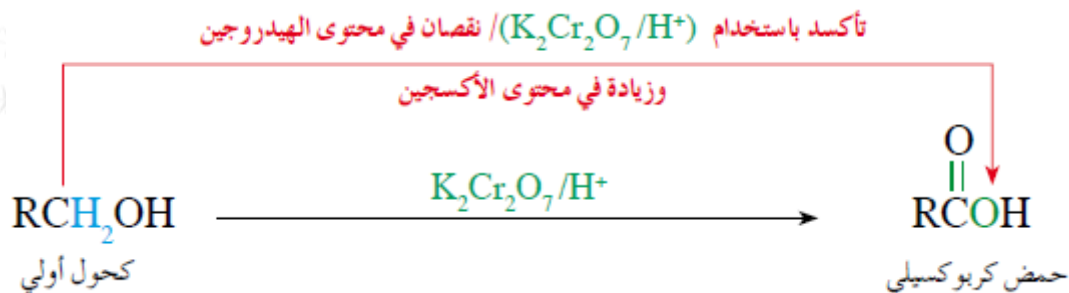 تأكسد باستخدام (K₂Cr₂O₇/H⁺)/ نقصان في محتوى الهيدروجين
وزيادة في محتوى الأكسجين
O
K₂Cr₂O₇/H⁺
RCH₂OH
RCOH
كحول أولي
حمض كربوكسيلي